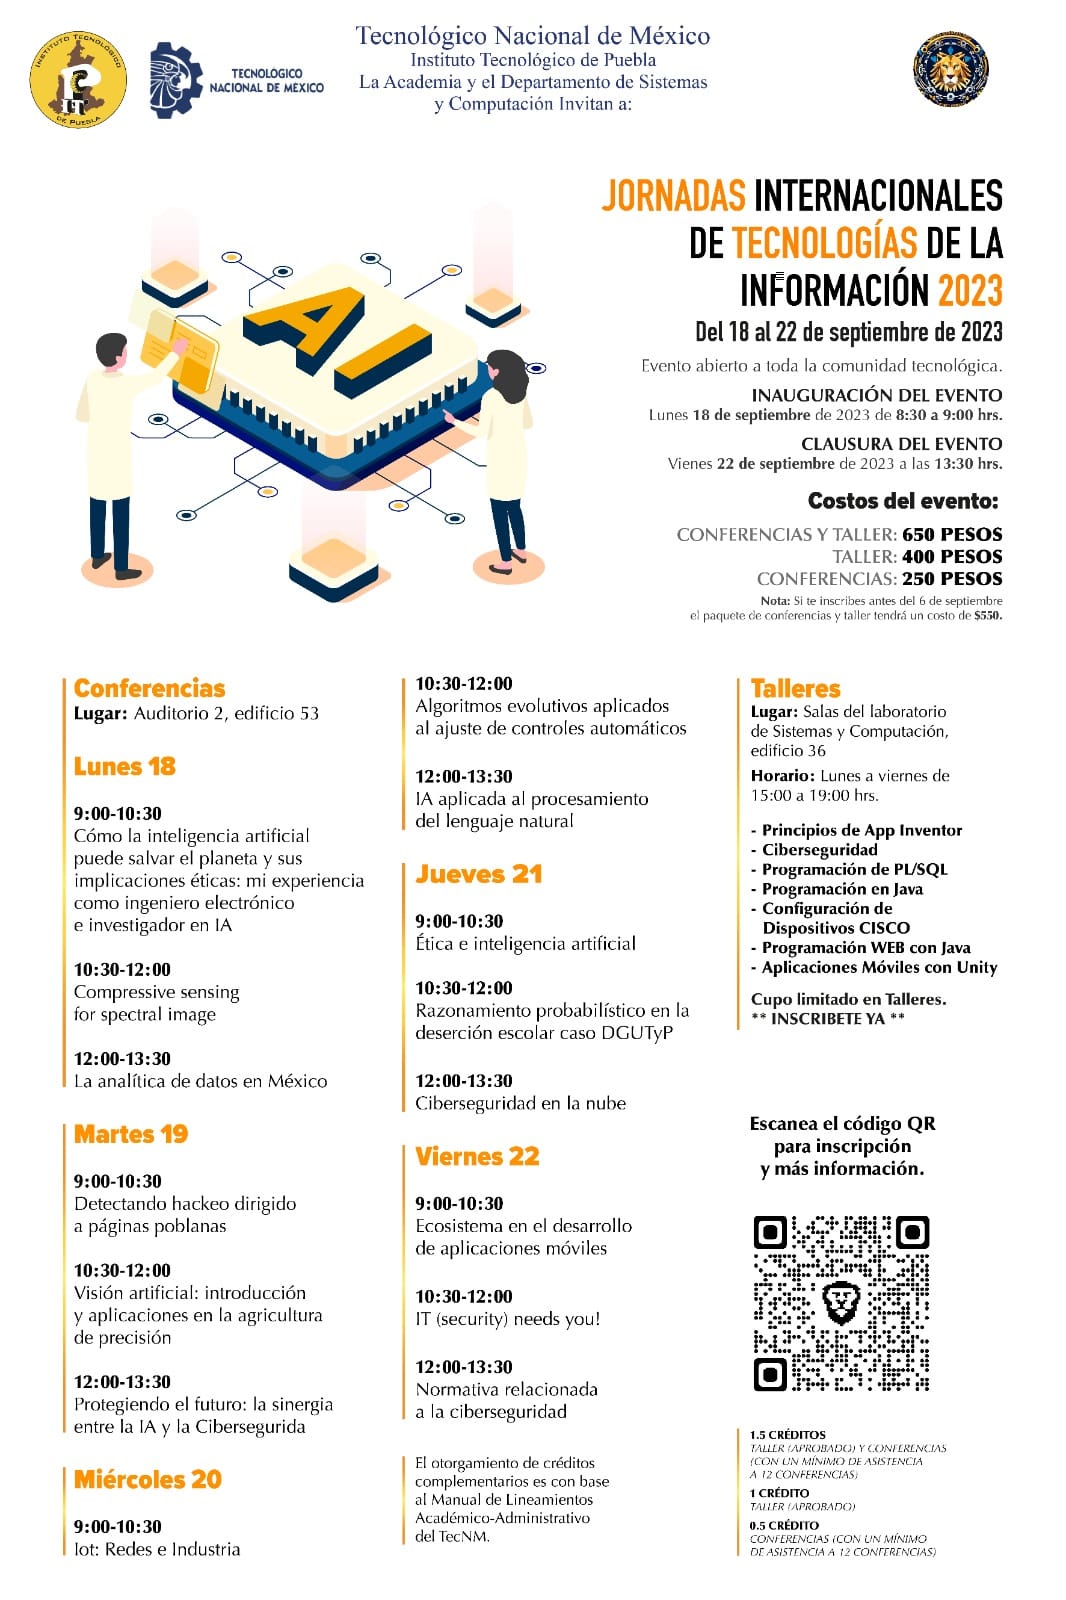 INSTITUTO TECNOLOGICO
DE PUEBLA
TECNOLÓGICO
NACIONAL DE MÉXICO
Tecnológico Nacional de México
Instituto Tecnológico de Puebla
La Academia y el Departamento de Sistemas
y Computación Invitan a:
AI
JORNADAS INTERNACIONALES
DE TECNOLOGÍAS DE LA
INFORMACIÓN 2023
Del 18 al 22 de septiembre de 2023
Evento abierto a toda la comunidad tecnológica.
INAUGURACIÓN DEL EVENTO
Lunes 18 de septiembre de 2023 de 8:30 a 9:00 hrs.
CLAUSURA DEL EVENTO
Vienes 22 de septiembre de 2023 a las 13:30 hrs.
Costos del evento:
CONFERENCIAS Y TALLER: 650 PESOS
TALLER: 400 PESOS
CONFERENCIAS: 250 PESOS
Nota: Si te inscribes antes del 6 de septiembre
el paquete de conferencias y taller tendrá un costo de $550.
Conferencias
Lugar: Auditorio 2, edificio 53
Lunes 18
9:00-10:30
Cómo la inteligencia artificial
puede salvar el planeta y sus
implicaciones éticas: mi experiencia
como ingeniero electrónico
e investigador en IA
10:30-12:00
Compressive sensing
for spectral image
12:00-13:30
La analítica de datos en México
Martes 19
9:00-10:30
Detectando hackeo dirigido
a páginas poblanas
10:30-12:00
Visión artificial: introducción
y aplicaciones en la agricultura
de precisión
12:00-13:30
Protegiendo el futuro: la sinergia
entre la IA y la Cibersegurida
Miércoles 20
9:00-10:30
Iot: Redes e Industria
10:30-12:00
Algoritmos evolutivos aplicados
al ajuste de controles automáticos
12:00-13:30
IA aplicada al procesamiento
del lenguaje natural
Jueves 21
9:00-10:30
Ética e inteligencia artificial
10:30-12:00
Razonamiento probabilístico en la
deserción escolar caso DGUTyP
12:00-13:30
Ciberseguridad en la nube
Viernes 22
9:00-10:30
Ecosistema en el desarrollo
de aplicaciones móviles
10:30-12:00
IT (security) needs you!
12:00-13:30
Normativa relacionada
a la ciberseguridad
El otorgamiento de créditos
complementarios es con base
al Manual de Lineamientos
Académico-Administrativo
del TecNM.
Talleres
Lugar: Salas del laboratorio
de Sistemas y Computación,
edificio 36
Horario: Lunes a viernes de
15:00 a 19:00 hrs.
- Principios de App Inventor
- Ciberseguridad
- Programación de PL/SQL
- Programación en Java
- Configuración de
Dispositivos CISCO
- Programación WEB con Java
- Aplicaciones Móviles con Unity
Cupo limitado en Talleres.
** INSCRIBETE YA **
Escanea el código QR
para inscripción
y más información.
1.5 CRÉDITOS
TALLER (APROBADO) Y CONFERENCIAS
(CON UN MÍNIMO DE ASISTENCIA
A 12 CONFERENCIAS)
1 CRÉDITO
TALLER (APROBADO)
0.5 CRÉDITO
CONFERENCIAS (CON UN MÍNIMO
DE ASISTENCIA A 12 CONFERENCIAS)